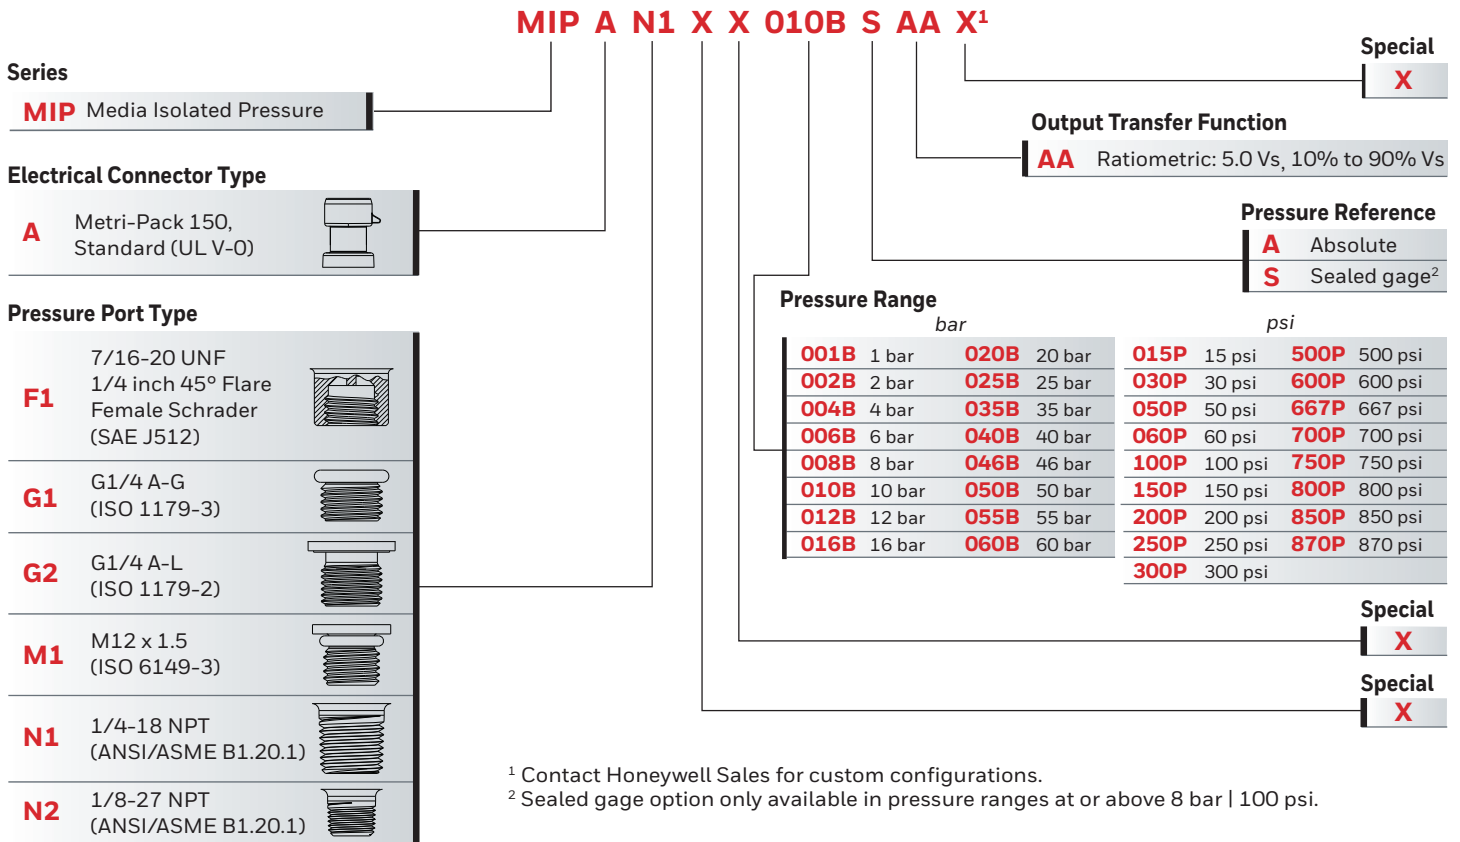 MIP A N1 X X 010B S AA X¹
Series
MIP Media Isolated Pressure
Electrical Connector Type
A Metri-Pack 150,
Standard (UL V-0)
Pressure Port Type
F1 7/16-20 UNF
1/4 inch 45° Flare
Female Schrader
(SAE J512)
G1 G1/4 A-G
(ISO 1179-3)
G2 G1/4 A-L
(ISO 1179-2)
M1 M12 x 1.5
(ISO 6149-3)
N1 1/4-18 NPT
(ANSI/ASME B1.20.1)
N2 1/8-27 NPT
(ANSI/ASME B1.20.1)
Special
X
Output Transfer Function
AA Ratiometric: 5.0 Vs, 10% to 90% Vs
Pressure Reference
A Absolute
S Sealed gage²
Pressure Range
bar psi
001B 1 bar 020B 20 bar 015P 15 psi 500P 500 psi
002B 2 bar 025B 25 bar 030P 30 psi 600P 600 psi
004B 4 bar 035B 35 bar 050P 50 psi 667P 667 psi
006B 6 bar 040B 40 bar 060P 60 psi 700P 700 psi
008B 8 bar 046B 46 bar 100P 100 psi 750P 750 psi
010B 10 bar 050B 50 bar 150P 150 psi 800P 800 psi
012B 12 bar 055B 55 bar 200P 200 psi 850P 850 psi
016B 16 bar 060B 60 bar 250P 250 psi 870P 870 psi
300P 300 psi
Special
X
Special
X
¹ Contact Honeywell Sales for custom configurations.
² Sealed gage option only available in pressure ranges at or above 8 bar | 100 psi.